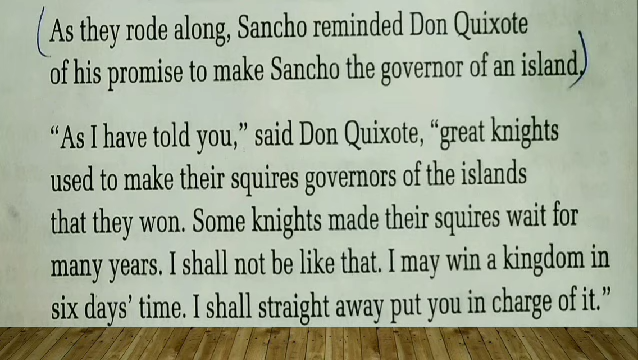 As they rode along, Sancho reminded Don Quixote
of his promise to make Sancho the governor of an island.
“As I have told you,” said Don Quixote, “great knights
used to make their squires governors of the islands
that they won. Some knights made their squires wait for
many years. I shall not be like that. I may win a kingdom in
six days’ time. I shall straight away put you in charge of it.”